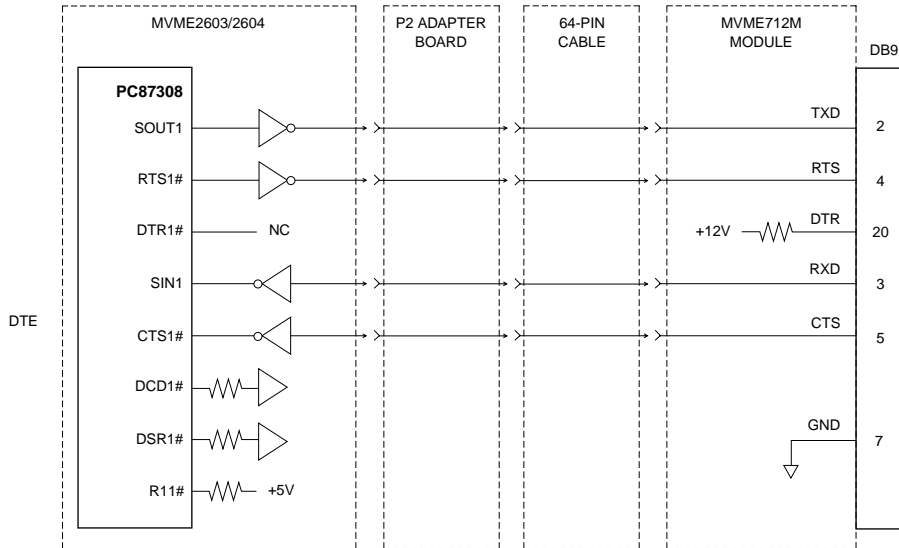 MVME2603/2604
P2 ADAPTER
BOARD
64-PIN
CABLE
MVME712M
MODULE
DB9
PC87308
SOUT1
TXD
2
RTS1#
RTS
4
DTR1#
NC
+12V
DTR
20
SIN1
RXD
3
DTE
CTS1#
CTS
5
DCD1#
DSR1#
GND
7
R11#
+5V